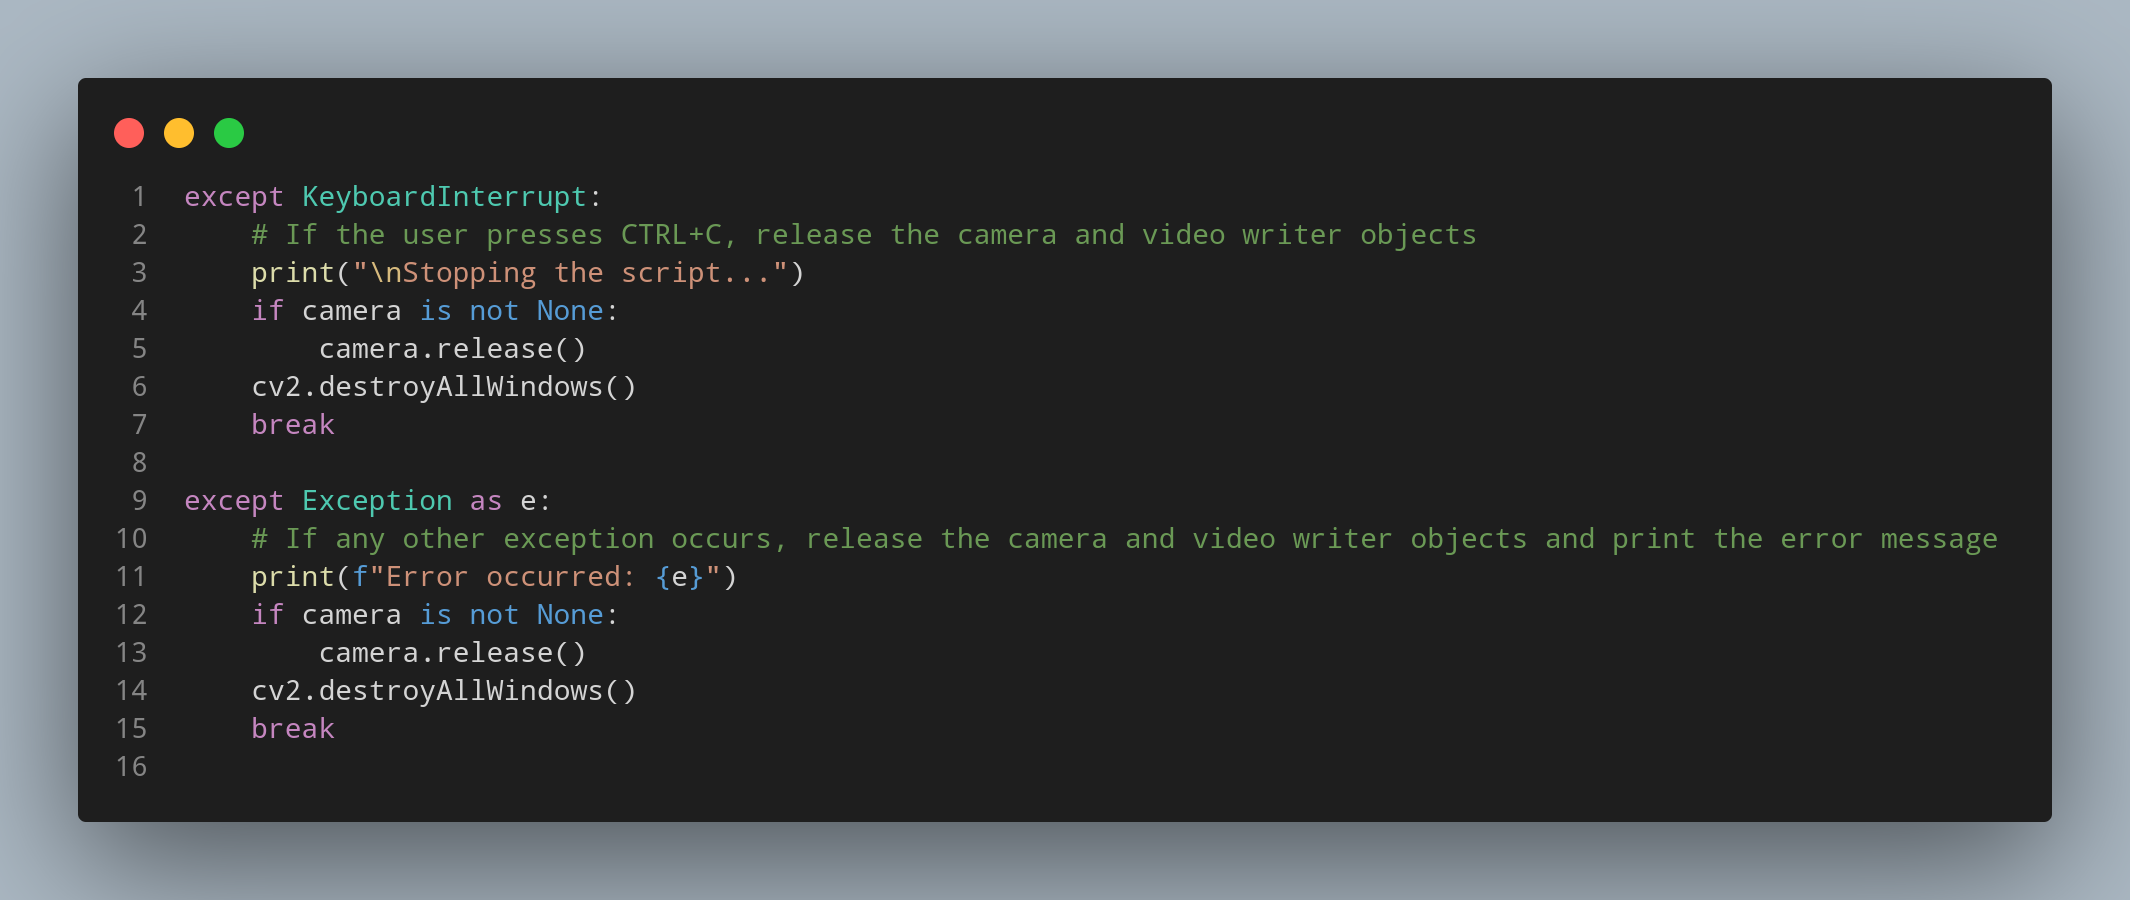 1 except KeyboardInterrupt:
2     # If the user presses CTRL+C, release the camera and video writer objects
3     print("\nStopping the script...")
4     if camera is not None:
5         camera.release()
6     cv2.destroyAllWindows()
7     break
8
9 except Exception as e:
10     # If any other exception occurs, release the camera and video writer objects and print the error message
11     print(f"Error occurred: {e}")
12     if camera is not None:
13         camera.release()
14     cv2.destroyAllWindows()
15     break
16